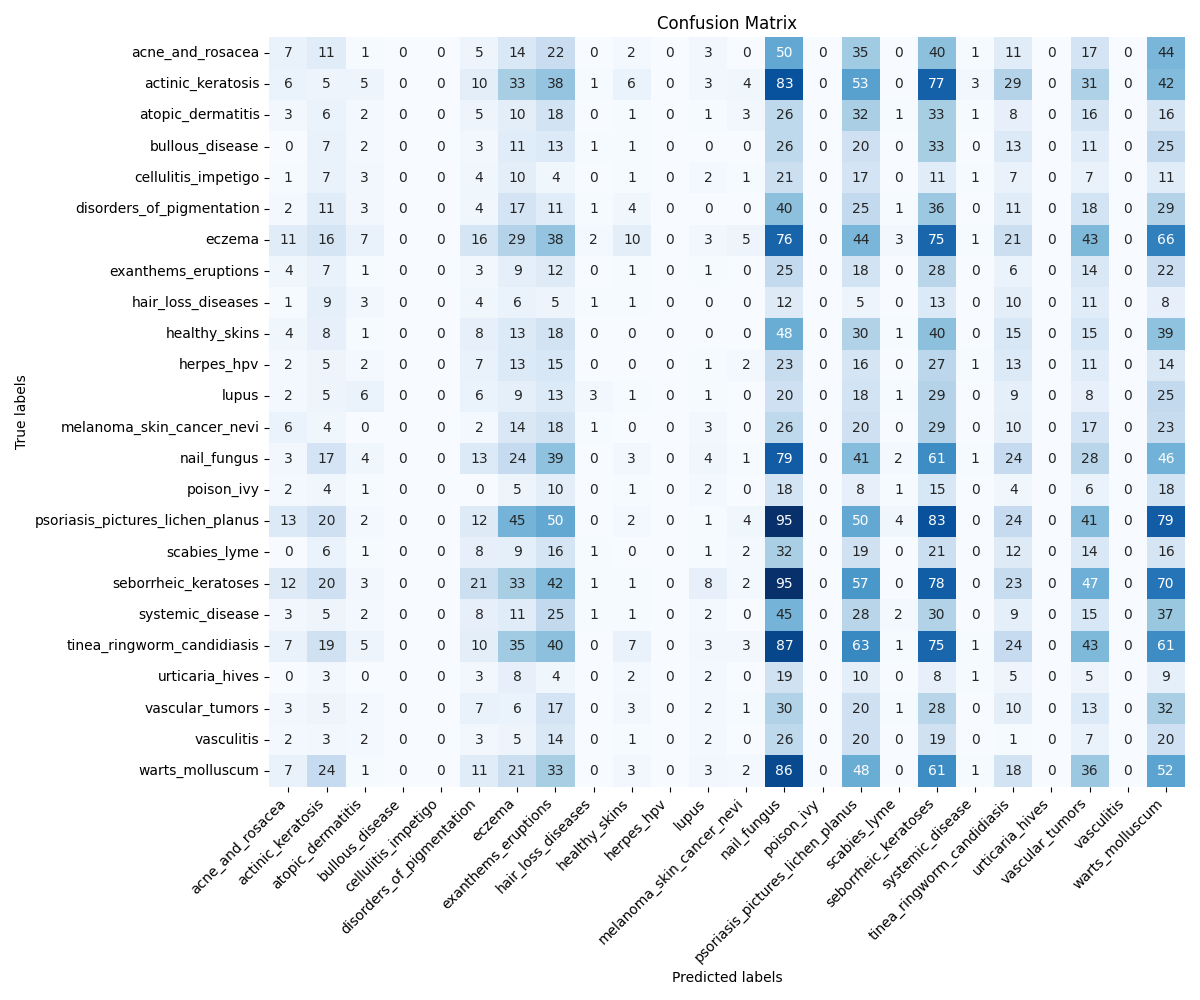 Confusion Matrix
True labels
acne_and_rosacea 7 11 1 0 0 5 14 22 0 2 0 3 0 50 0 35 0 40 1 11 0 17 0 44
actinic_keratosis 6 5 5 0 0 10 33 38 1 6 0 3 4 83 0 53 0 77 3 29 0 31 0 42
atopic_dermatitis 3 6 2 0 0 5 10 18 0 1 0 1 3 26 0 32 1 33 1 8 0 16 0 16
bullous_disease 0 7 2 0 0 3 11 13 1 1 0 0 0 26 0 20 0 33 0 13 0 11 0 25
cellulitis_impetigo 1 7 3 0 0 4 10 4 0 1 0 2 1 21 0 17 0 11 1 7 0 7 0 11
disorders_of_pigmentation 2 11 3 0 0 4 17 11 1 4 0 0 0 40 0 25 1 36 0 11 0 18 0 29
eczema 11 16 7 0 0 16 29 38 2 10 0 3 5 76 0 44 3 75 1 21 0 43 0 66
exanthems_eruptions 4 7 1 0 0 3 9 12 0 1 0 1 0 25 0 18 0 28 0 6 0 14 0 22
hair_loss_diseases 1 9 3 0 0 4 6 5 1 1 0 0 0 12 0 5 0 13 0 10 0 11 0 8
healthy_skins 4 8 1 0 0 8 13 18 0 0 0 0 0 48 0 30 1 40 0 15 0 15 0 39
herpes_hpv 2 5 2 0 0 7 13 15 0 0 0 1 2 23 0 16 0 27 1 13 0 11 0 14
lupus 2 5 6 0 0 6 9 13 3 1 0 1 0 20 0 18 1 29 0 9 0 8 0 25
melanoma_skin_cancer_nevi 6 4 0 0 0 2 14 18 1 0 0 3 0 26 0 20 0 29 0 10 0 17 0 23
nail_fungus 3 17 4 0 0 13 24 39 0 3 0 4 1 79 0 41 2 61 1 24 0 28 0 46
poison_ivy 2 4 1 0 0 0 5 10 0 1 0 2 0 18 0 8 1 15 0 4 0 6 0 18
psoriasis_pictures_lichen_planus 13 20 2 0 0 12 45 50 0 2 0 1 4 95 0 50 4 83 0 24 0 41 0 79
scabies_lyme 0 6 1 0 0 8 9 16 1 0 0 1 2 32 0 19 0 21 0 12 0 14 0 16
seborrheic_keratoses 12 20 3 0 0 21 33 42 1 1 0 8 2 95 0 57 0 78 0 23 0 47 0 70
systemic_disease 3 5 2 0 0 8 11 25 1 1 0 2 0 45 0 28 2 30 0 9 0 15 0 37
tinea_ringworm_candidiasis 7 19 5 0 0 10 35 40 0 7 0 3 3 87 0 63 1 75 1 24 0 43 0 61
urticaria_hives 0 3 0 0 0 3 8 4 0 2 0 2 0 19 0 10 0 8 1 5 0 5 0 9
vascular_tumors 3 5 2 0 0 7 6 17 0 3 0 2 1 30 0 20 1 28 0 10 0 13 0 32
vasculitis 2 3 2 0 0 3 5 14 0 1 0 2 0 26 0 20 0 19 0 1 0 7 0 20
warts_molluscum 7 24 1 0 0 11 21 33 0 3 0 3 2 86 0 48 0 61 1 18 0 36 0 52
acne_and_rosacea
actinic_keratosis
atopic_dermatitis
bullous_disease
cellulitis_impetigo
disorders_of_pigmentation
eczema
exanthems_eruptions
hair_loss_diseases
healthy_skins
herpes_hpv
lupus
melanoma_skin_cancer_nevi
nail_fungus
poison_ivy
psoriasis_pictures_lichen_planus
scabies_lyme
seborrheic_keratoses
systemic_disease
tinea_ringworm_candidiasis
urticaria_hives
vascular_tumors
vasculitis
warts_molluscum
Predicted labels